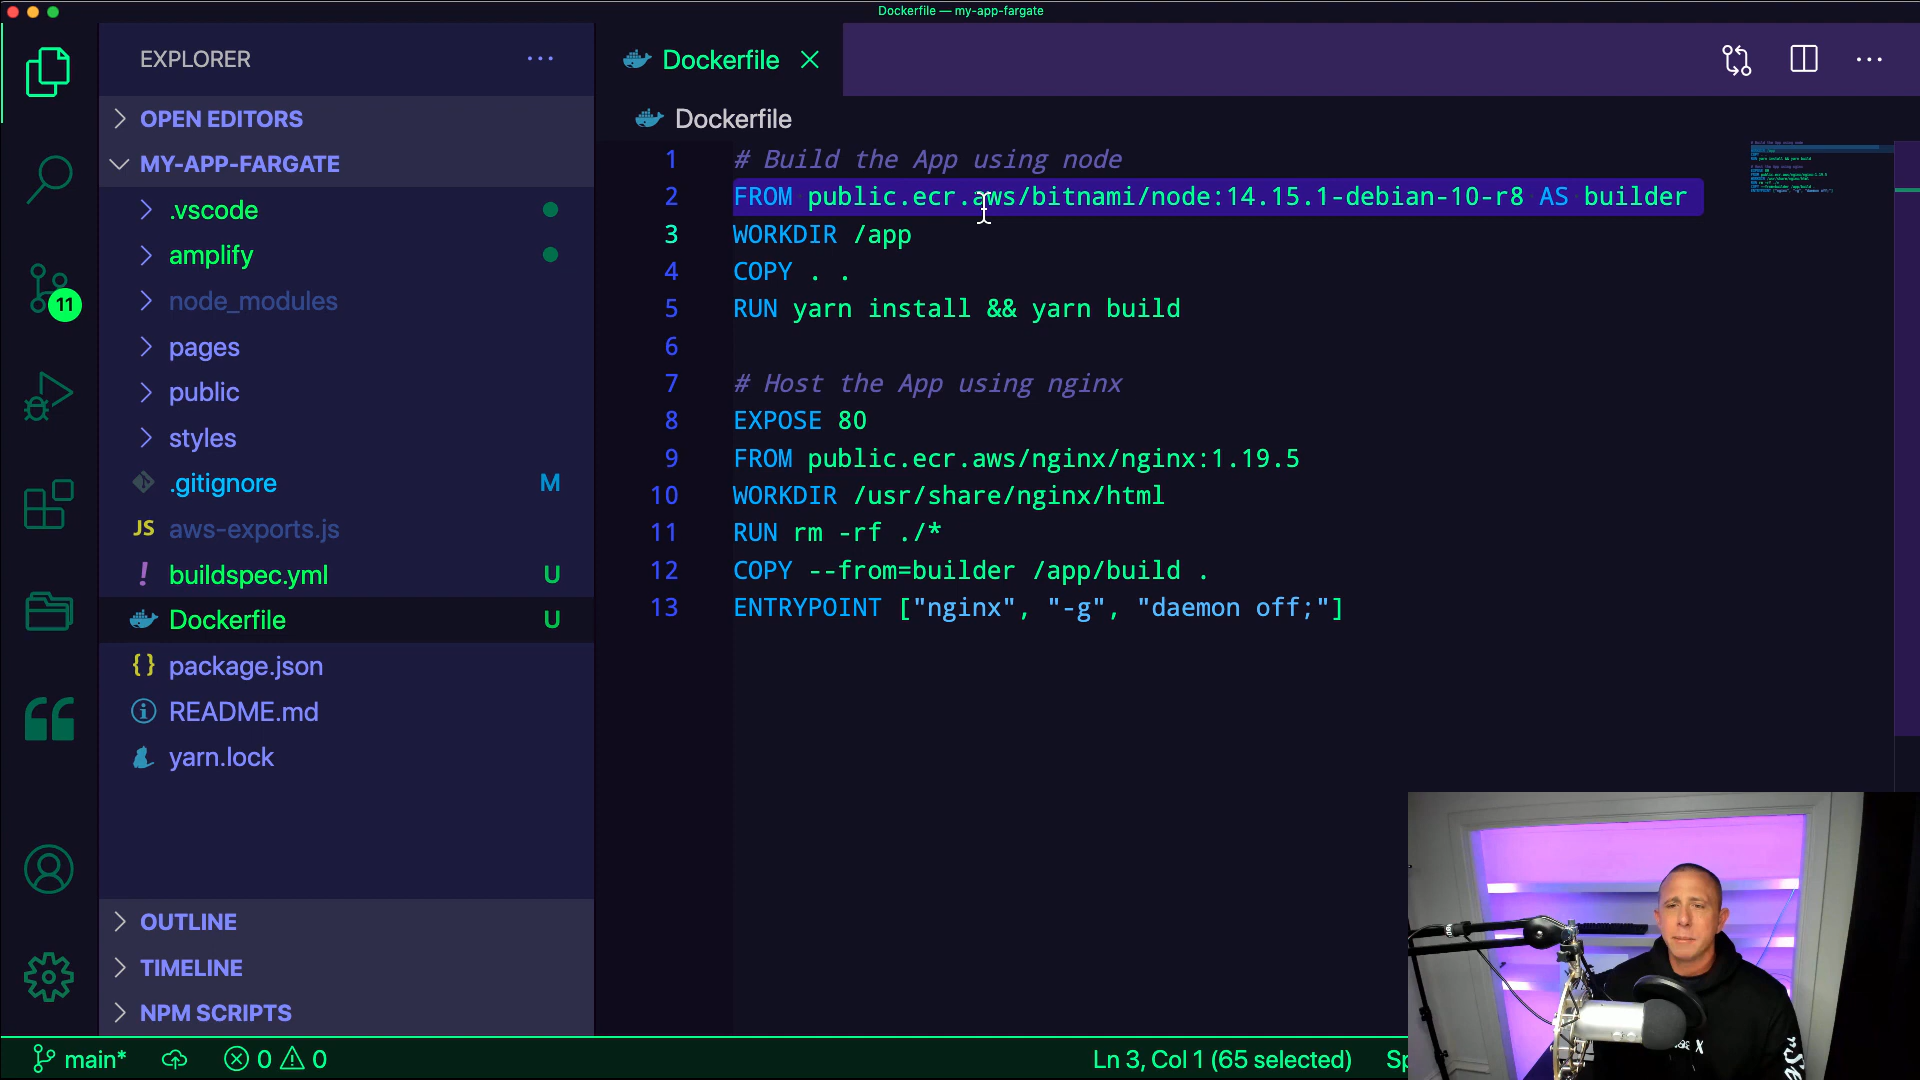 Dockerfile — my-app-fargate
EXPLORER
OPEN EDITORS
MY-APP-FARGATE
.vscode
amplify
node_modules
pages
public
styles
.gitignore M
JS aws-exports.js
! buildspec.yml U
Dockerfile U
{} package.json
README.md
yarn.lock
OUTLINE
TIMELINE
NPM SCRIPTS
11
Dockerfile
Dockerfile
1 # Build the App using node
2 FROM public.ecr.aws/bitnami/node:14.15.1-debian-10-r8 AS builder
3 WORKDIR /app
4 COPY . .
5 RUN yarn install && yarn build
6
7 # Host the App using nginx
8 EXPOSE 80
9 FROM public.ecr.aws/nginx/nginx:1.19.5
10 WORKDIR /usr/share/nginx/html
11 RUN rm -rf ./*
12 COPY --from=builder /app/build .
13 ENTRYPOINT ["nginx", "-g", "daemon off;"]
main* 0 0 Ln 3, Col 1 (65 selected) Sp